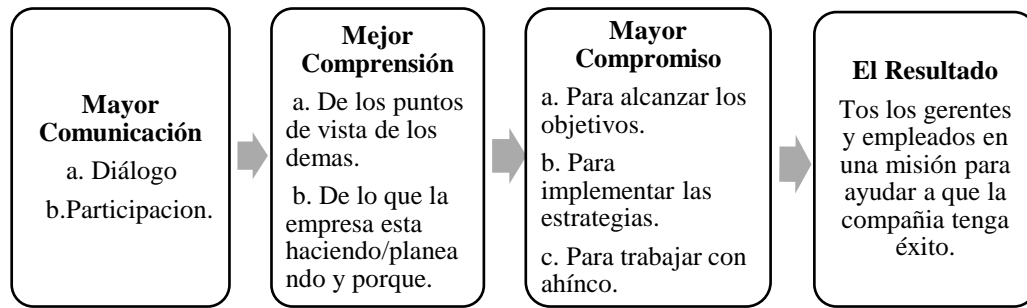 Mayor
Comunicación
a. Diálogo
b.Participacion.
Mejor
Comprensión
a. De los puntos
de vista de los
demas.
b. De lo que la
empresa esta
haciendo/planea
ndo y porque.
Mayor
Compromiso
a. Para alcanzar los
objetivos.
b. Para
implementar las
estrategias.
c. Para trabajar con
ahínco.
El Resultado
Tos los gerentes
y empleados en
una misión para
ayudar a que la
compañia tenga
éxito.